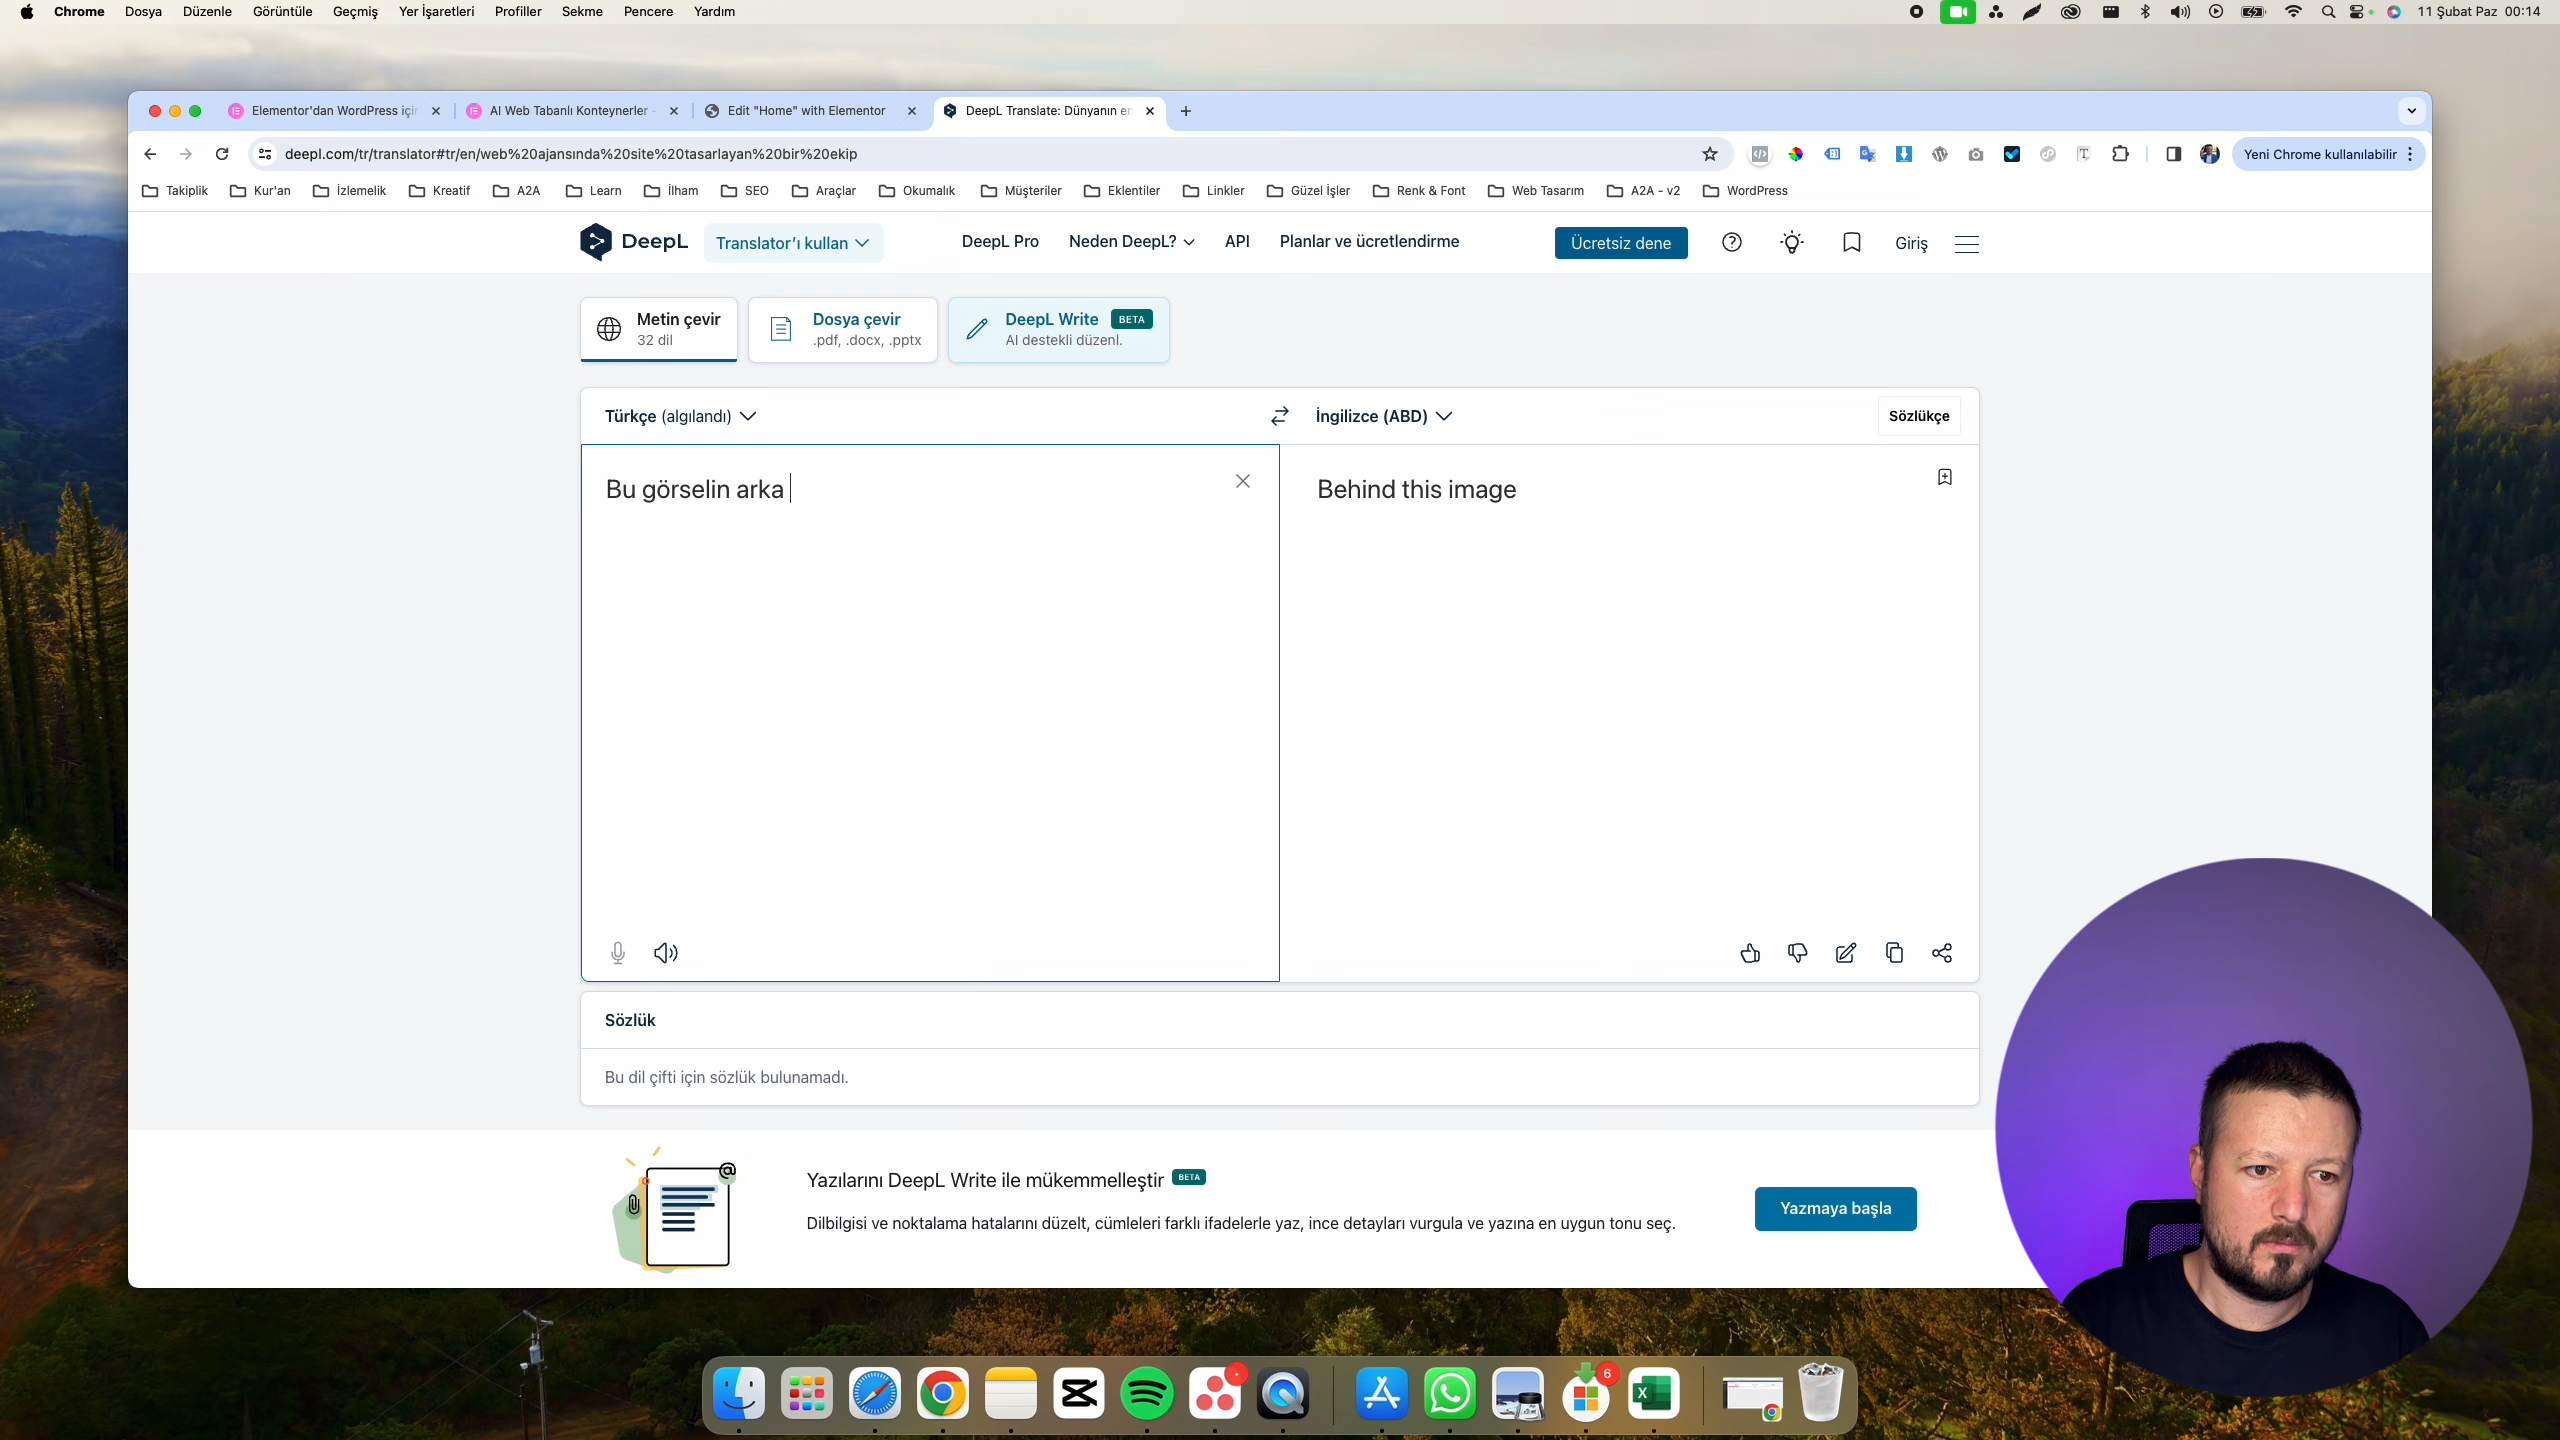 Chrome Dosya Düzenle Görüntüle Geçmiş Yer İşaretleri Profiller Sekme Pencere Yardım 11 Şubat Paz 00:14
Elementor'dan WordPress için AI Web Tabanlı Konteynerler - Edit "Home" with Elementor DeepL Translate: Dünyanın en
deepl.com/tr/translator#tr/en/web%20ajansında%20site%20tasarlayan%20bir%20ekip Yeni Chrome kullanılabilir
Takiplik Kur'an İzlemelik Kreatif A2A Learn İlham SEO Araçlar Okumalık Müşteriler Eklentiler Linkler Güzel İşler Renk & Font Web Tasarım A2A - v2 WordPress
DeepL Translator'ı kullan DeepL Pro Neden DeepL? API Planlar ve ücretlendirme Ücretsiz dene Giriş
Metin çevir Dosya çevir DeepL Write BETA
32 dil .pdf, .docx, .pptx AI destekli düzenl.
Türkçe (algılandı) İngilizce (ABD) Sözlükçe
Bu görselin arka Behind this image
Sözlük
Bu dil çifti için sözlük bulunamadı.
Yazılarını DeepL Write ile mükemmelleştir BETA
Dilbilgisi ve noktalama hatalarını düzelt, cümleleri farklı ifadelerle yaz, ince detayları vurgula ve yazına en uygun tonu seç.
Yazmaya başla
6